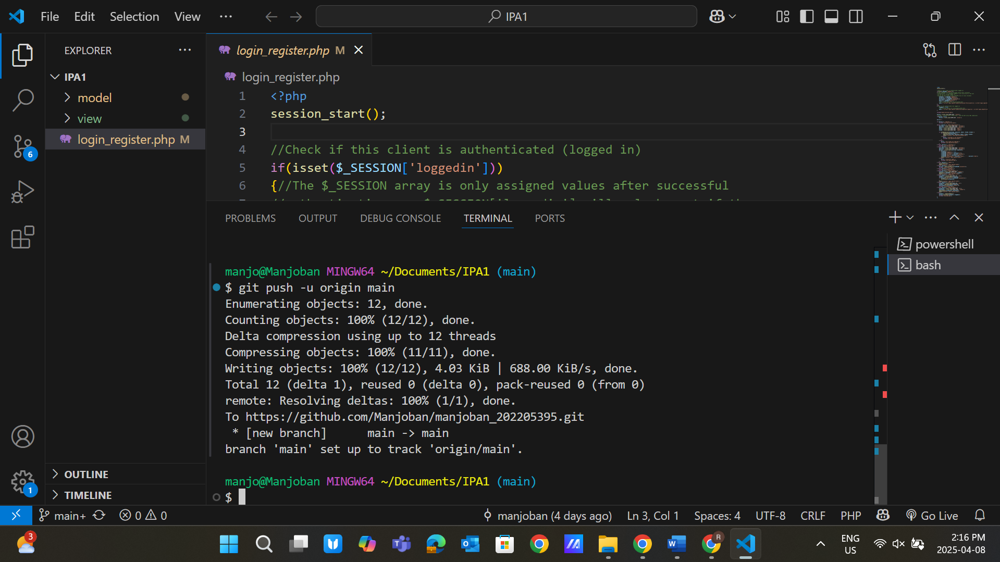 File Edit Selection View ··· IPA1
EXPLORER ···
IPA1
model
view
login_register.php M
login_register.php M
login_register.php
1 <?php
2 session_start();
3
4 //Check if this client is authenticated (logged in)
5 if(isset($_SESSION['loggedin']))
6 {//The $_SESSION array is only assigned values after successful
PROBLEMS OUTPUT DEBUG CONSOLE TERMINAL PORTS
powershell
bash
manjo@Manjoban MINGW64 ~/Documents/IPA1 (main)
$ git push -u origin main
Enumerating objects: 12, done.
Counting objects: 100% (12/12), done.
Delta compression using up to 12 threads
Compressing objects: 100% (11/11), done.
Writing objects: 100% (12/12), 4.03 KiB | 688.00 KiB/s, done.
Total 12 (delta 1), reused 0 (delta 0), pack-reused 0 (from 0)
remote: Resolving deltas: 100% (1/1), done.
To https://github.com/Manjoban/manjoban_202205395.git
 * [new branch]      main -> main
branch 'main' set up to track 'origin/main'.
manjo@Manjoban MINGW64 ~/Documents/IPA1 (main)
$
6
1
OUTLINE
TIMELINE
main+ 0 0 manjoban (4 days ago) Ln 3, Col 1 Spaces: 4 UTF-8 CRLF PHP Go Live
3
R
ENG
US
2:16 PM
2025-04-08